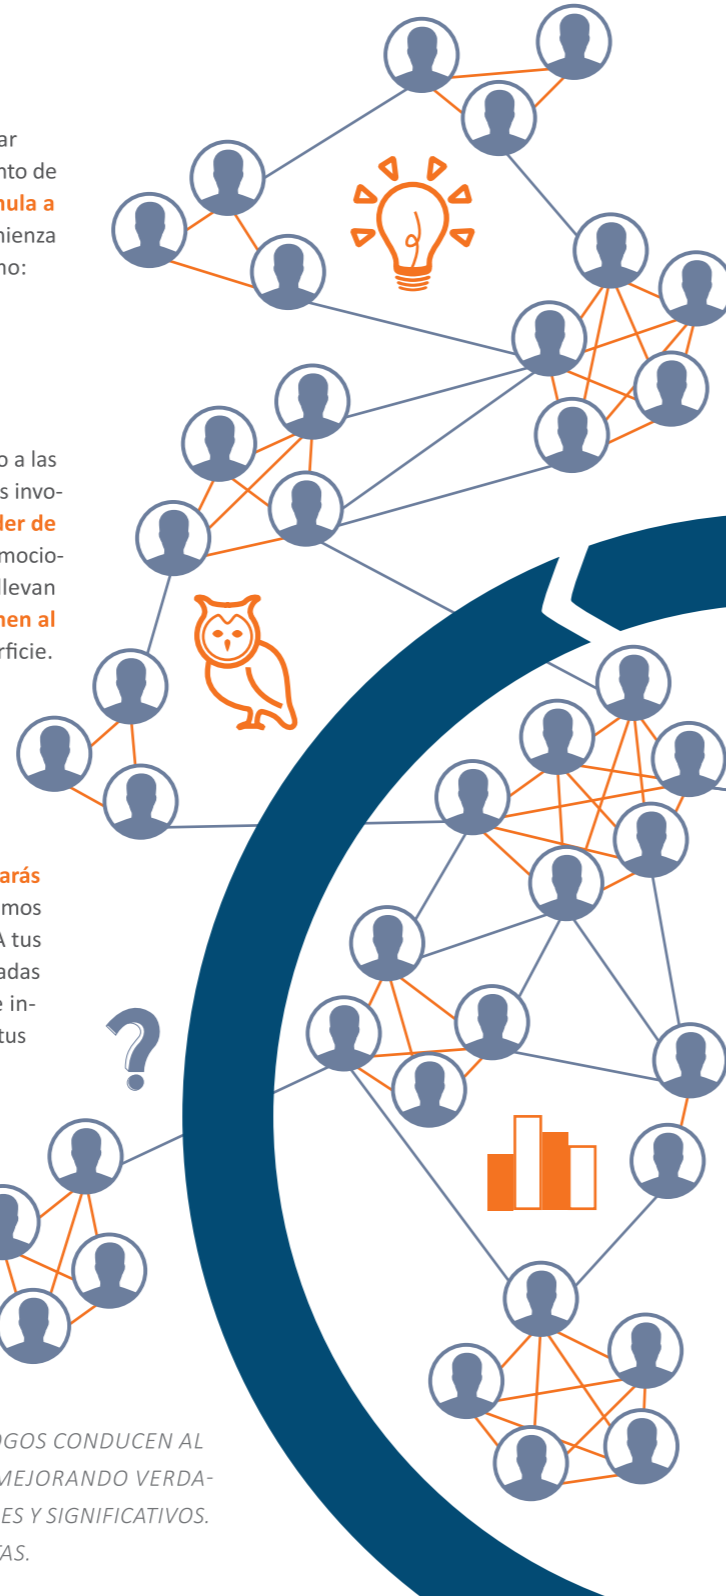 ar
nto de
nula a
mienza
no:
o a las
s invo-
ler de
mocio-
llevan
nen al
rficie.
arás
mos
A tus
adas
e in-
tus
?
OGOS CONDUCEN AL
MEJORANDO VERDA-
ES Y SIGNIFICATIVOS.
TAS.